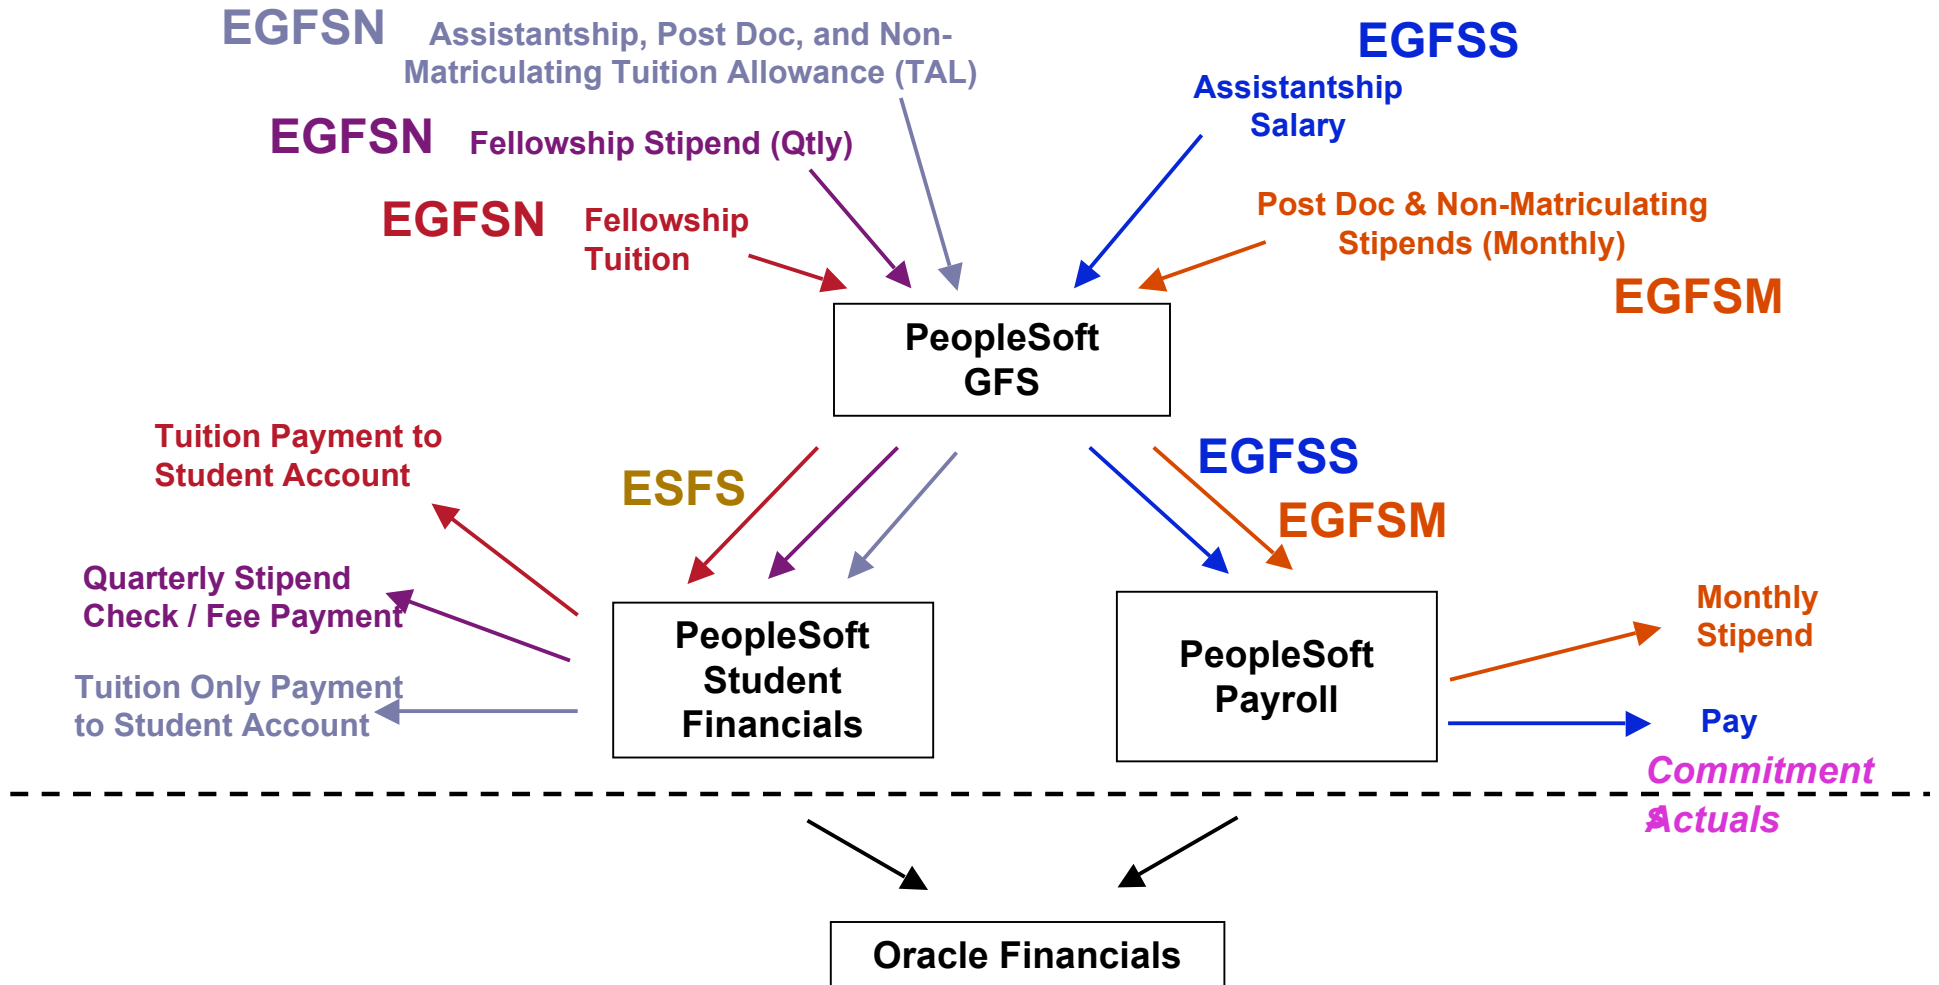 EGFSN
Assistantship, Post Doc, and Non-
Matriculating Tuition Allowance (TAL)
EGFSS
Assistantship
Salary
EGFSN
Fellowship Stipend (Qtly)
EGFSN
Fellowship
Tuition
Post Doc & Non-Matriculating
Stipends (Monthly)
EGFSM
PeopleSoft
GFS
Tuition Payment to
Student Account
ESFS
EGFSS
EGFSM
Quarterly Stipend
Check / Fee Payment
Tuition Only Payment
to Student Account
PeopleSoft
Student
Financials
PeopleSoft
Payroll
Monthly
Stipend
Pay
Commitment
s
Actuals
Oracle Financials